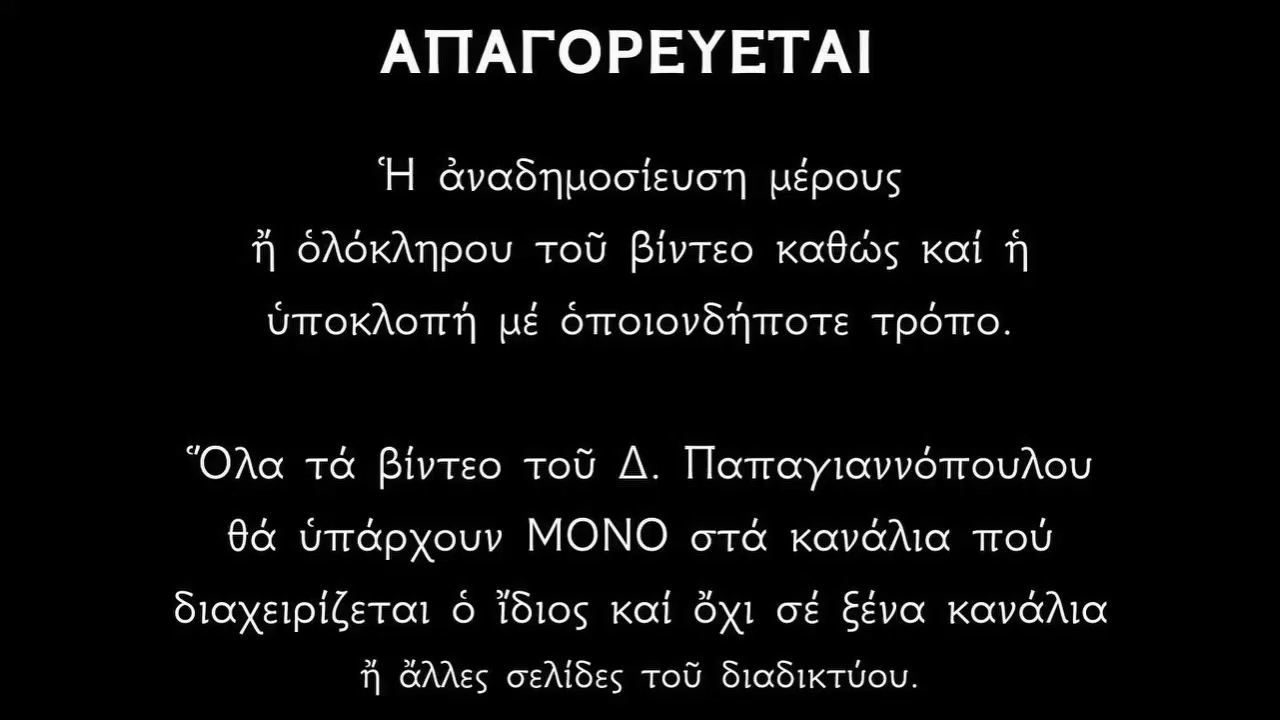 ΑΠΑΓΟΡΕΥΕΤΑΙ
Ἡ ἀναδημοσίευση μέρους
ἤ ὁλόκληρου τοῦ βίντεο καθώς καί ἡ
ὑποκλοπή μέ ὁποιονδήποτε τρόπο.
Ὅλα τά βίντεο τοῦ Δ. Παπαγιαννόπουλου
θά ὑπάρχουν ΜΟΝΟ στά κανάλια πού
διαχειρίζεται ὁ ἴδιος καί ὄχι σέ ξένα κανάλια
ἤ ἄλλες σελίδες τοῦ διαδικτύου.